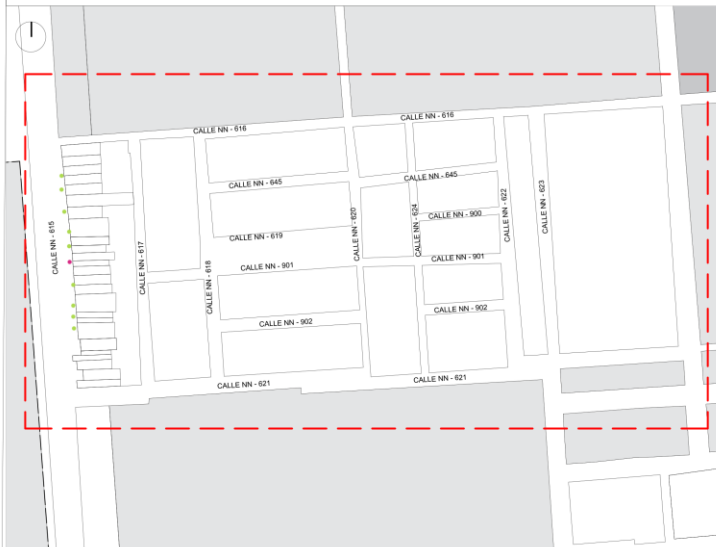 CALLE NN - 616
CALLE NN - 616
CALLE NN - 645
CALLE NN - 645
CALLE NN - 615
CALLE NN - 617
CALLE NN - 618
CALLE NN - 619
CALLE NN - 620
CALLE NN - 624
CALLE NN - 900
CALLE NN - 622
CALLE NN - 623
CALLE NN - 901
CALLE NN - 901
CALLE NN - 902
CALLE NN - 902
CALLE NN - 621
CALLE NN - 621